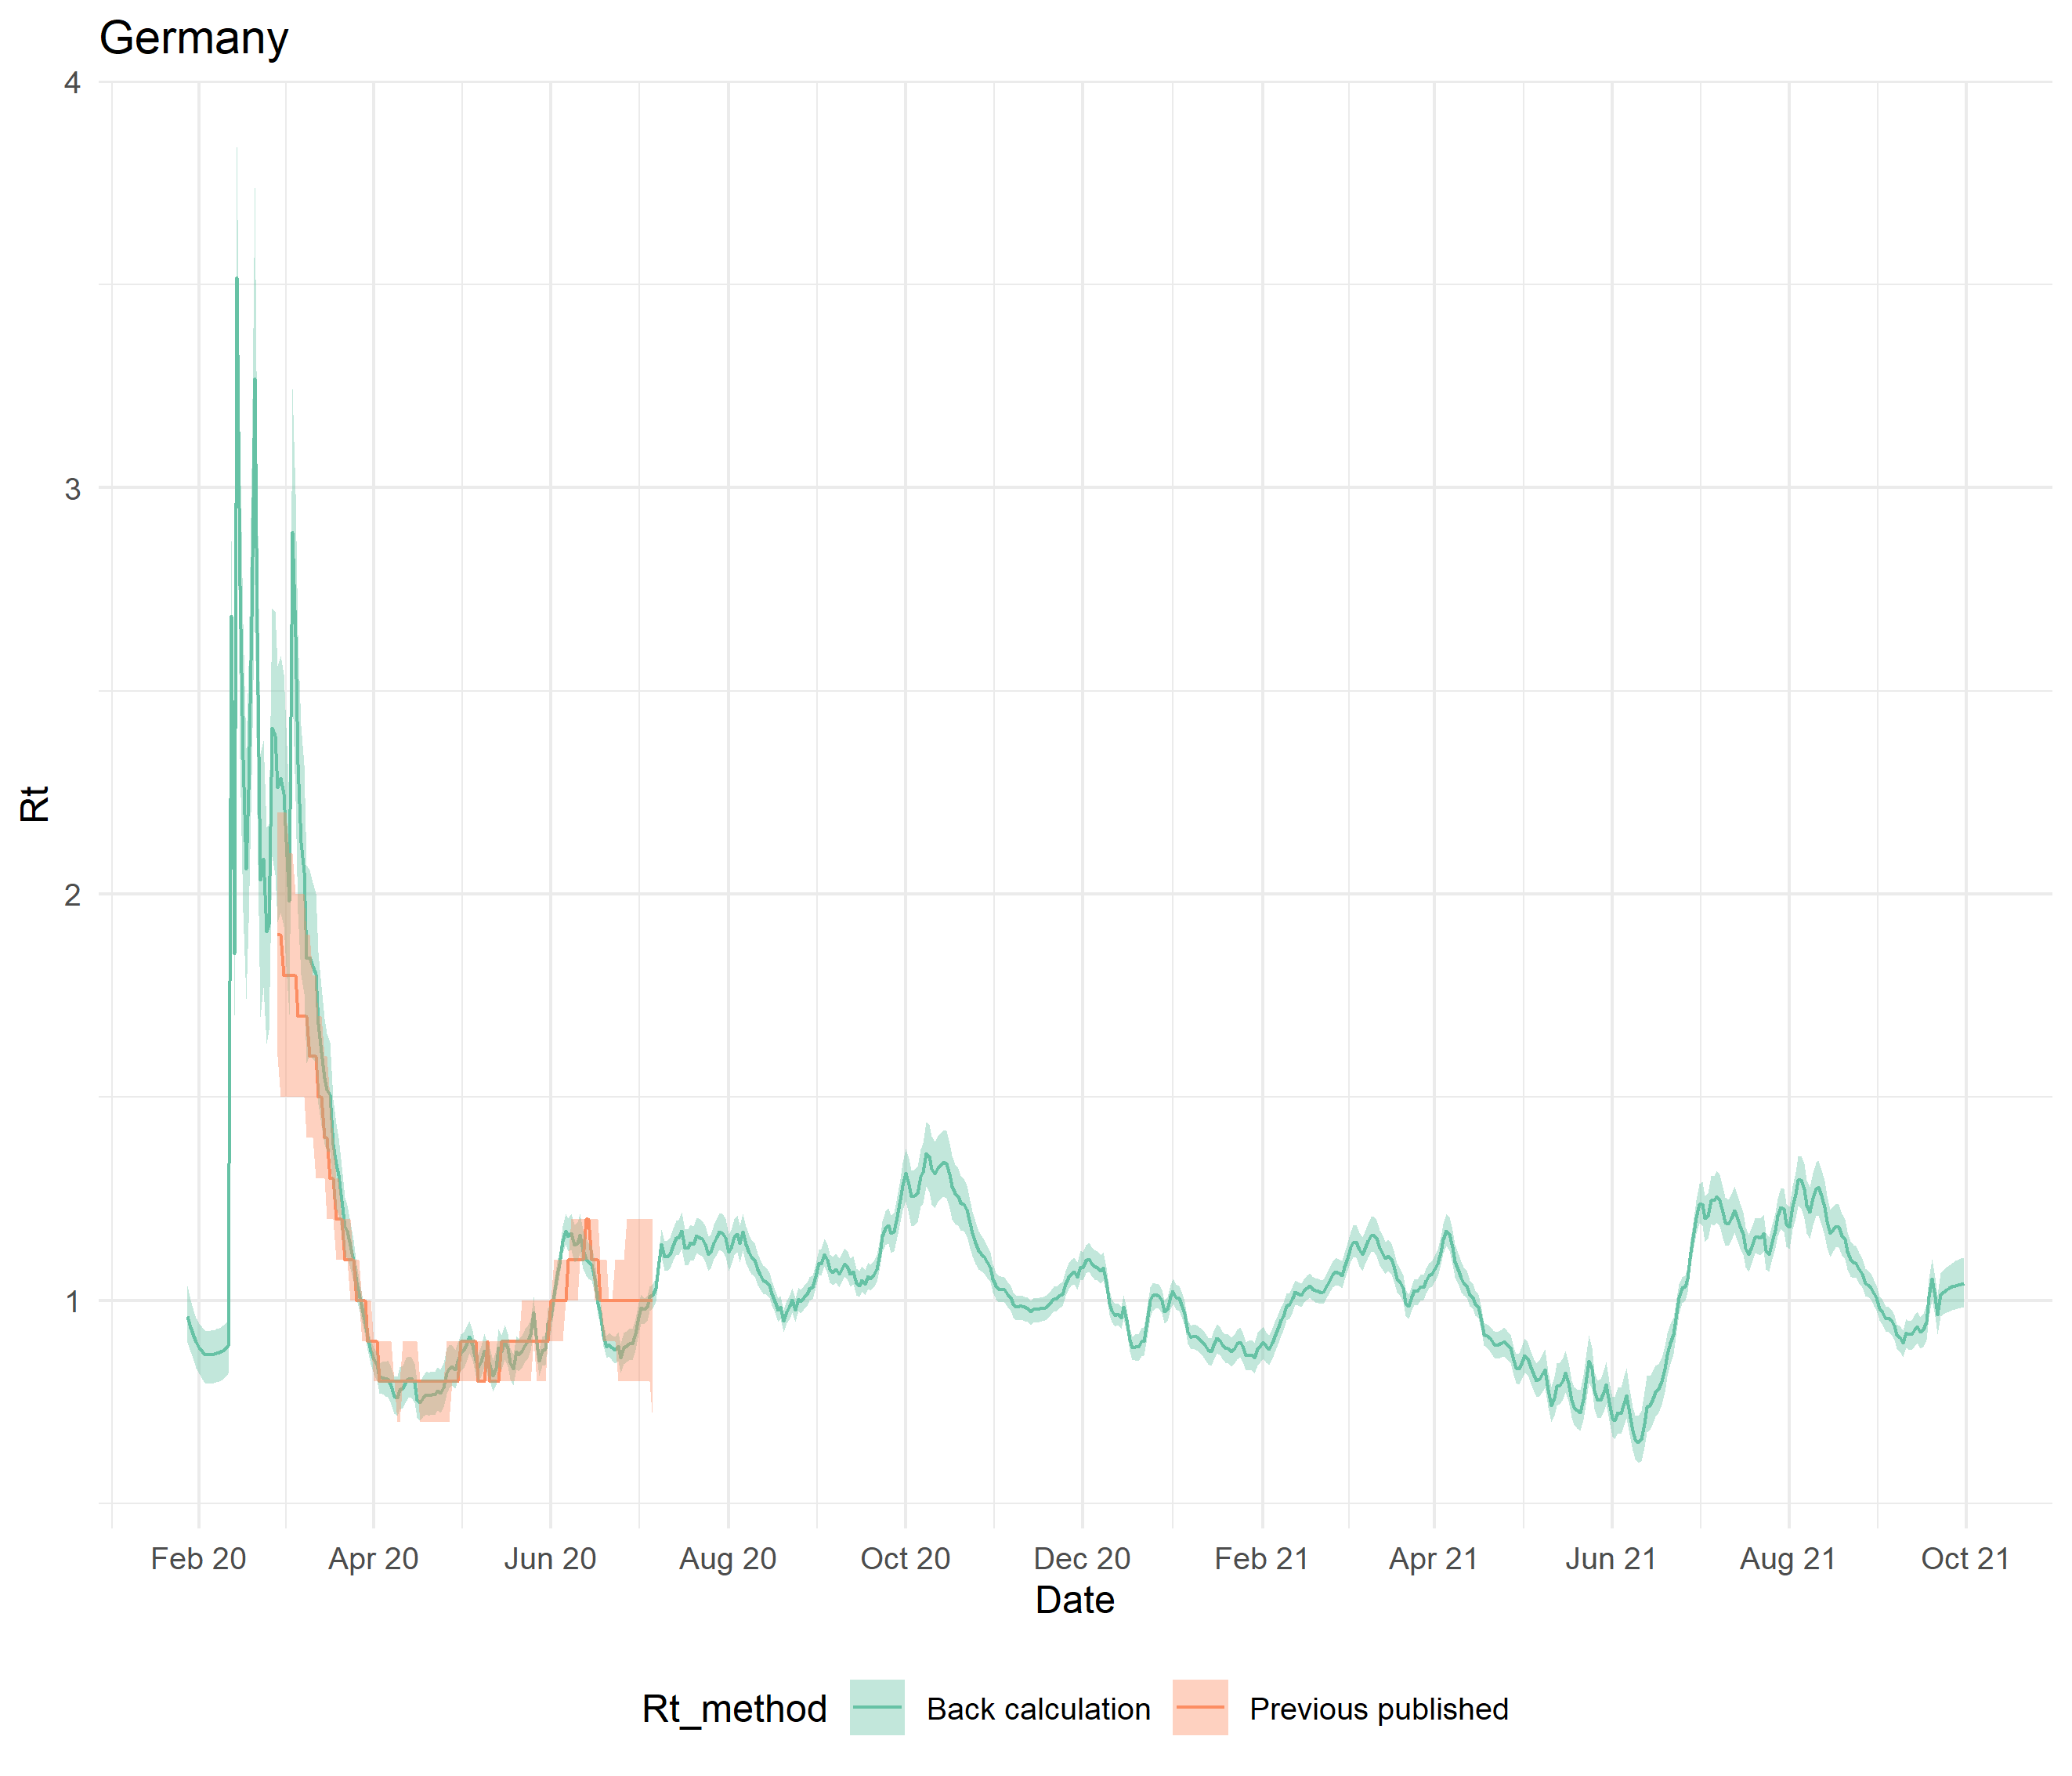 Germany
4
3
2
1
Rt
Feb 20 Apr 20 Jun 20 Aug 20 Oct 20 Dec 20 Feb 21 Apr 21 Jun 21 Aug 21 Oct 21
Date
Rt_method Back calculation Previous published